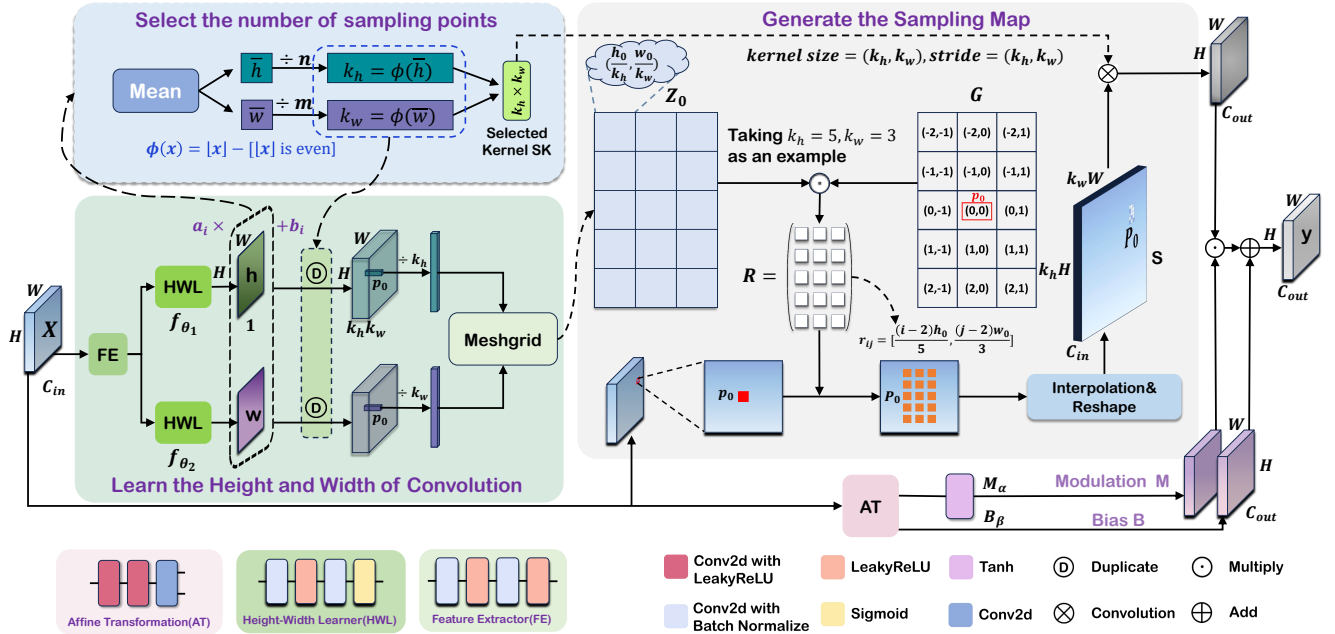 Select the number of sampling points
Mean
h̅
÷ n
k_h = ϕ(h̅)
w̅
÷ m
k_w = ϕ(w̅)
k_h × k_w
Selected
Kernel SK
ϕ(x) = ⌊x⌋ − [⌊x⌋ is even]
a_i ×
+b_i
X
W
H
C_in
FE
HWL
f_θ1
HWL
f_θ2
W
H
h
1
w
D
D
W
H
p_0
k_h k_w
÷ k_h
p_0
÷ k_w
Meshgrid
Learn the Height and Width of Convolution
Generate the Sampling Map
kernel size = (k_h, k_w), stride = (k_h, k_w)
(h_0/k_h, w_0/k_w)
Z_0
G
Taking k_h = 5, k_w = 3
as an example
(-2,-1) (-2,0) (-2,1)
(-1,-1) (-1,0) (-1,1)
p_0
(0,-1) (0,0) (0,1)
(1,-1) (1,0) (1,1)
(2,-1) (2,0) (2,1)
R =
r_ij = [(i−2)h_0/5, (j−2)w_0/3]
p_0
P_0
Interpolation&
Reshape
k_w W
k_h H
p_0
S
C_in
W
H
C_out
W
H
y
C_out
AT
M_α
Modulation M
B_β
Bias B
W
H
C_out
Affine Transformation(AT)
Height-Width Learner(HWL)
Feature Extractor(FE)
Conv2d with
LeakyReLU
LeakyReLU
Tanh
D
Duplicate
Multiply
Conv2d with
Batch Normalize
Sigmoid
Conv2d
Convolution
Add